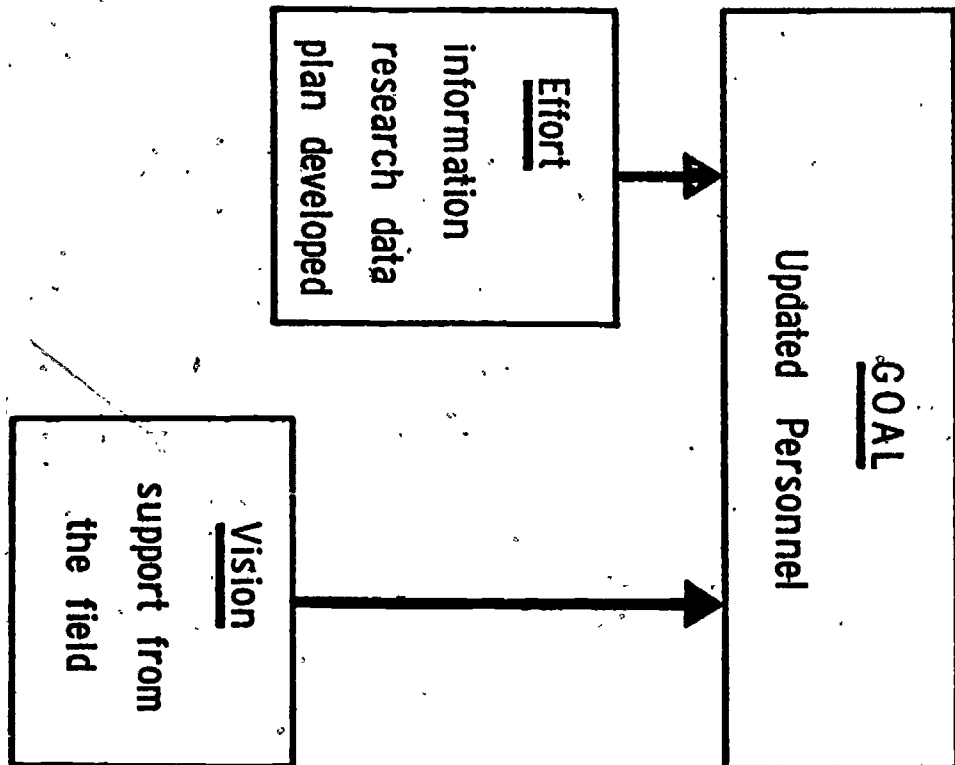 GOAL
Updated Personnel
Effort
information
research data
plan developed
Vision
support from
the field